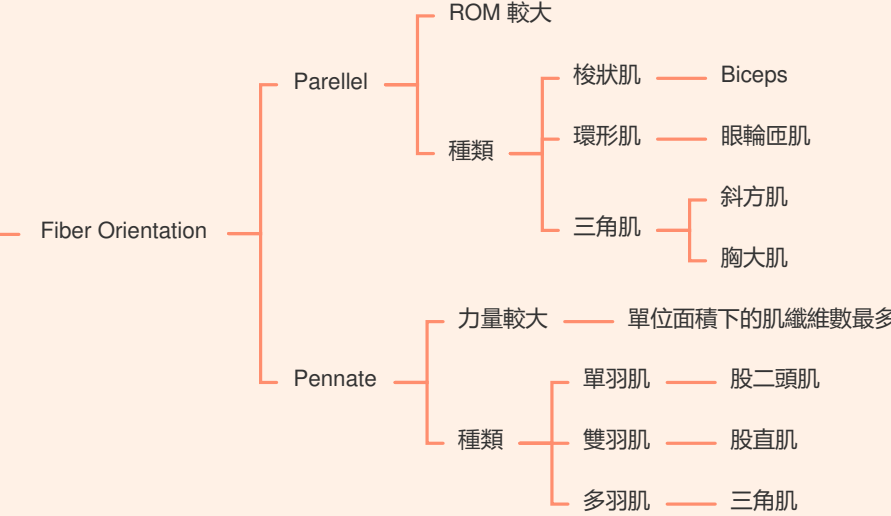 ROM 較大
Parellel
梭狀肌
Biceps
種類
環形肌
眼輪匝肌
三角肌
斜方肌
胸大肌
Fiber Orientation
力量較大
單位面積下的肌纖維數最多
Pennate
單羽肌
股二頭肌
種類
雙羽肌
股直肌
多羽肌
三角肌